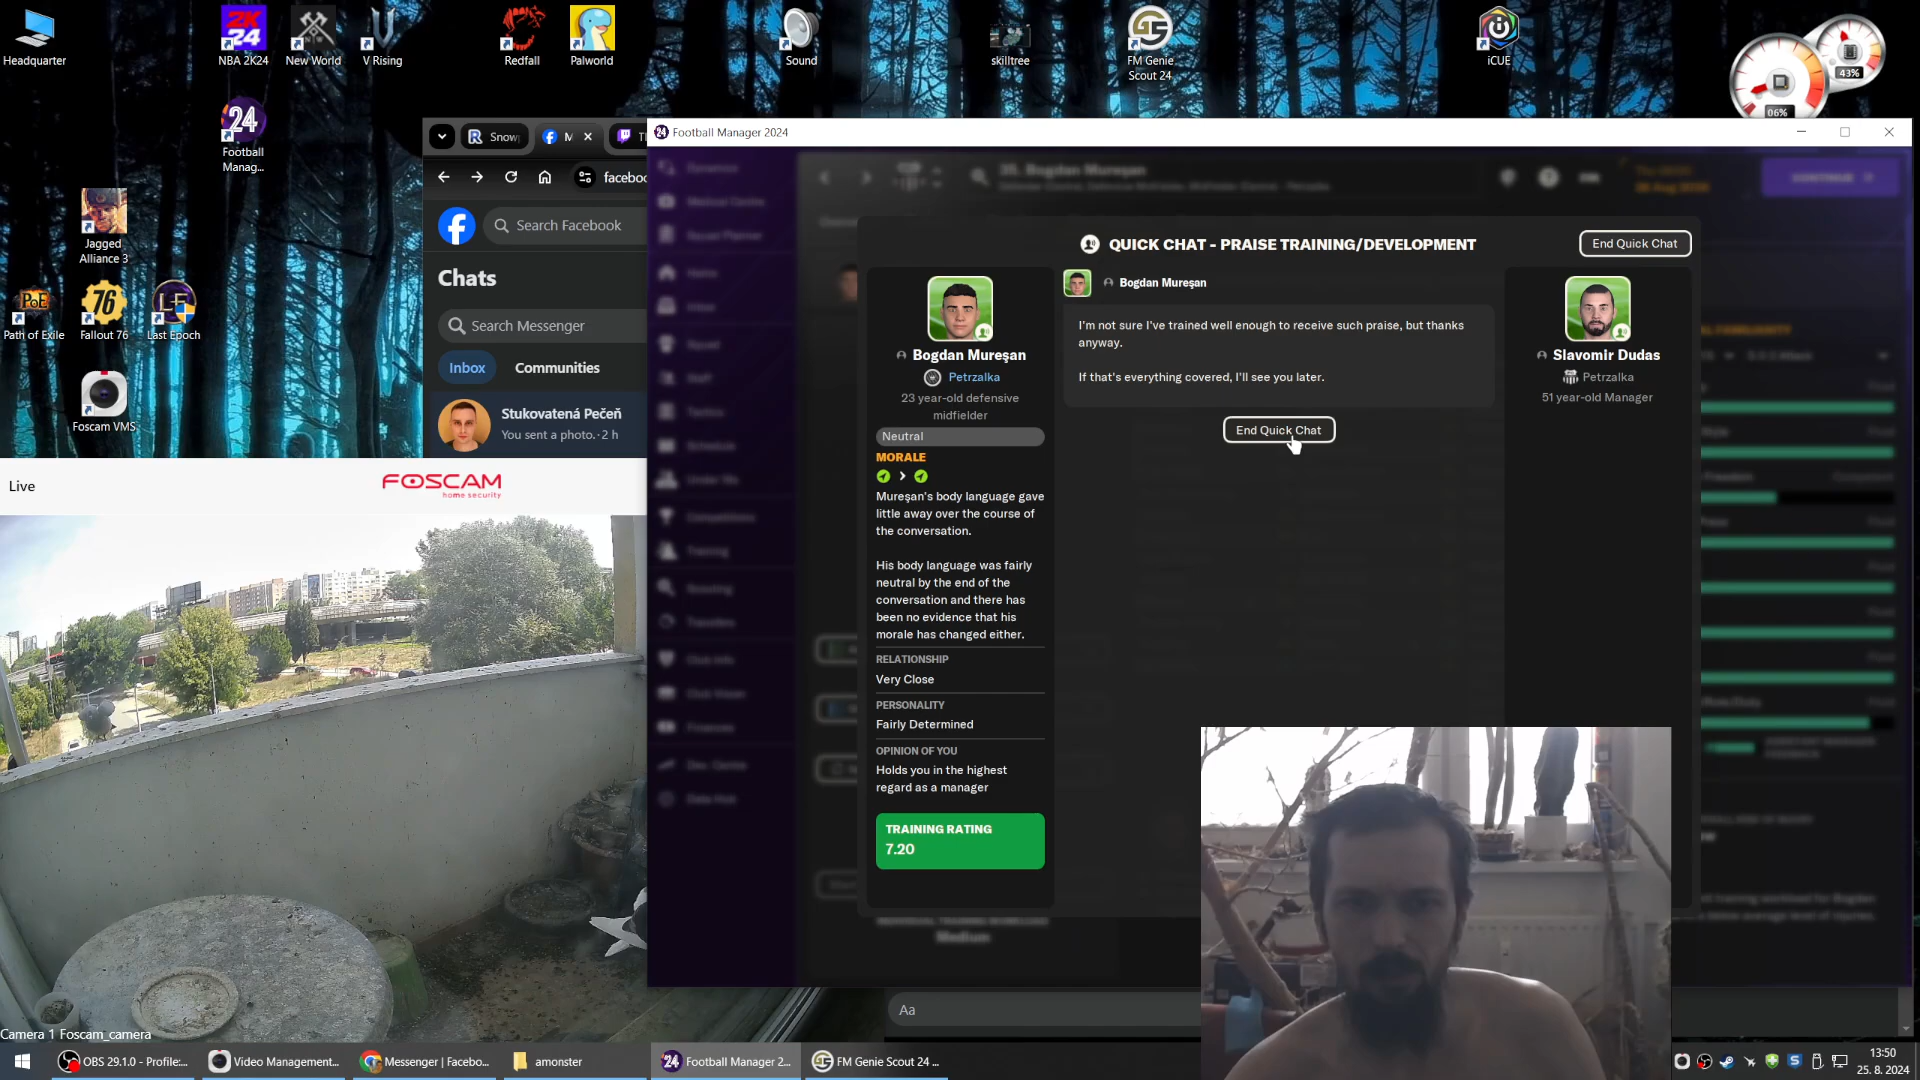 Headquarter
NBA 2K24
New World
V Rising
Redfall
Palworld
Sound
skilltree
FM Genie
Scout 24
iCUE
43%
06%
Football
Manag...
Jagged
Alliance 3
Path of Exile
Fallout 76
Last Epoch
Foscam VMS
Snow
M
Football Manager 2024
facebo
Search Facebook
Chats
Search Messenger
Inbox
Communities
Stukovatená Pečeň
You sent a photo. · 2 h
Live
FOSCAM
home security
Camera 1 Foscam_camera
35. Bogdan Mureşan
QUICK CHAT - PRAISE TRAINING/DEVELOPMENT
End Quick Chat
Bogdan Mureşan
Petrzalka
23 year-old defensive
midfielder
Neutral
MORALE
Mureşan's body language gave
little away over the course of
the conversation.
His body language was fairly
neutral by the end of the
conversation and there has
been no evidence that his
morale has changed either.
RELATIONSHIP
Very Close
PERSONALITY
Fairly Determined
OPINION OF YOU
Holds you in the highest
regard as a manager
TRAINING RATING
7.20
Bogdan Mureşan
I'm not sure I've trained well enough to receive such praise, but thanks
anyway.
If that's everything covered, I'll see you later.
End Quick Chat
Slavomir Dudas
Petrzalka
51 year-old Manager
Medium
Aa
OBS 29.1.0 - Profile:...
Video Management...
Messenger | Facebo...
amonster
Football Manager 2...
FM Genie Scout 24 ...
13:50
25. 8. 2024